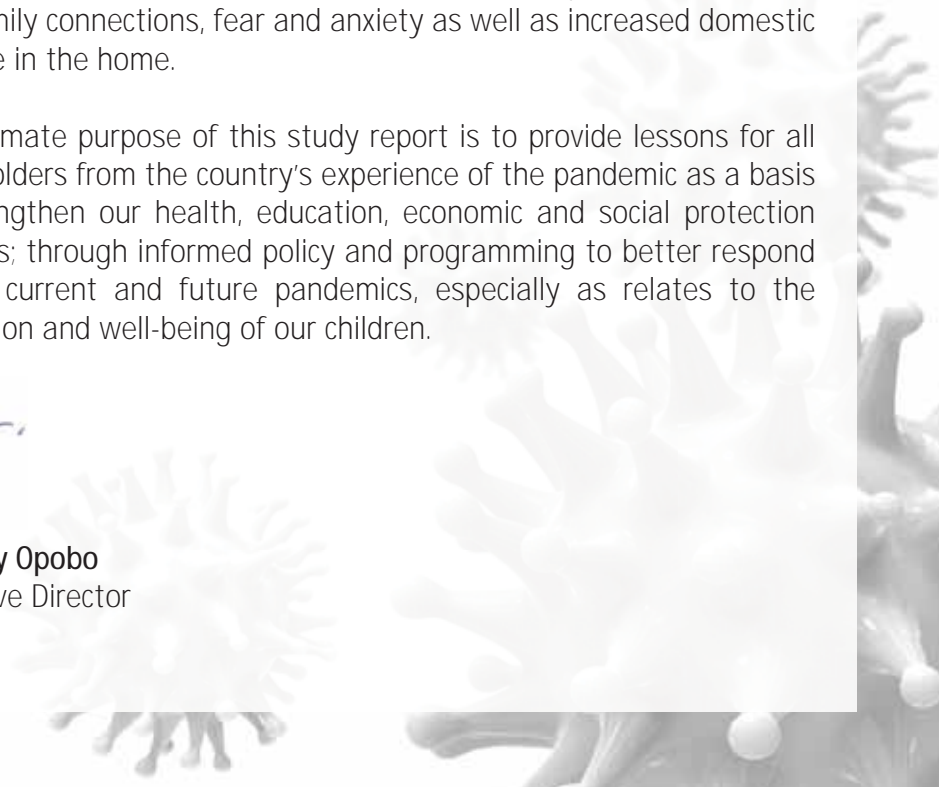 nily connections, fear and anxiety as well as increased domestic
e in the home.
mate purpose of this study report is to provide lessons for all
olders from the country's experience of the pandemic as a basis
ngthen our health, education, economic and social protection
s; through informed policy and programming to better respond
current and future pandemics, especially as relates to the
on and well-being of our children.
y Opobo
ve Director